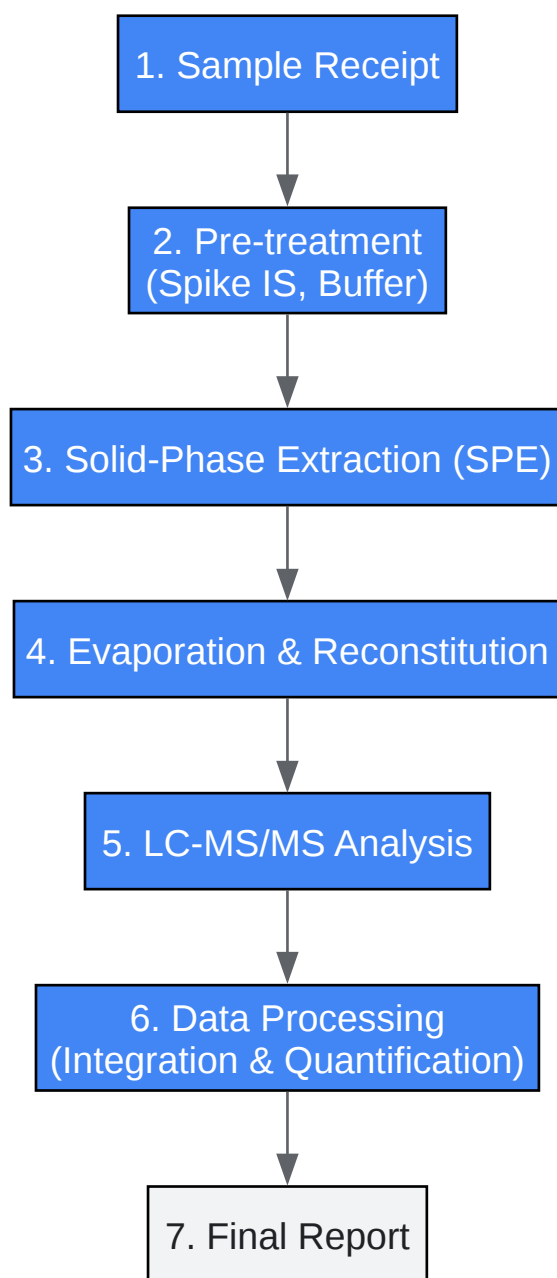 1. Sample Receipt
2. Pre-treatment
(Spike IS, Buffer)
3. Solid-Phase Extraction (SPE)
4. Evaporation & Reconstitution
5. LC-MS/MS Analysis
6. Data Processing
(Integration & Quantification)
7. Final Report